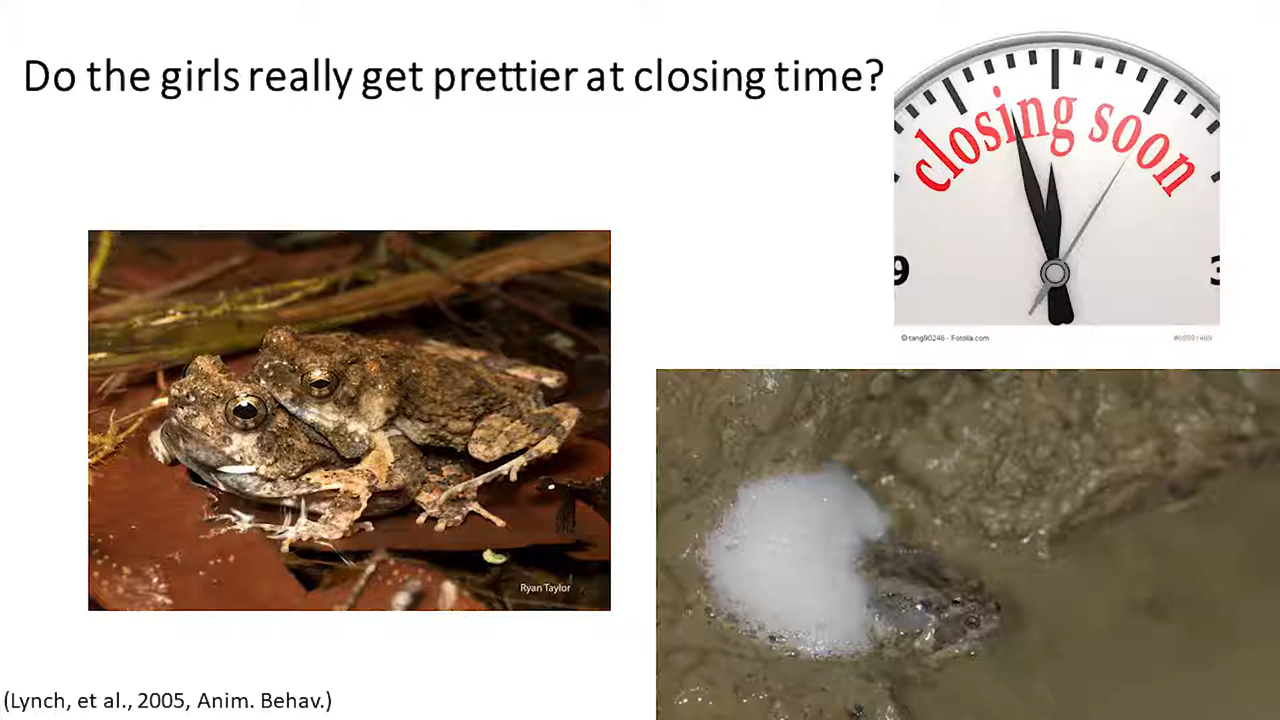 Do the girls really get prettier at closing time?
closing soon
9
3
© tang90246 - Fotolia.com
#68991469
Ryan Taylor
(Lynch, et al., 2005, Anim. Behav.)